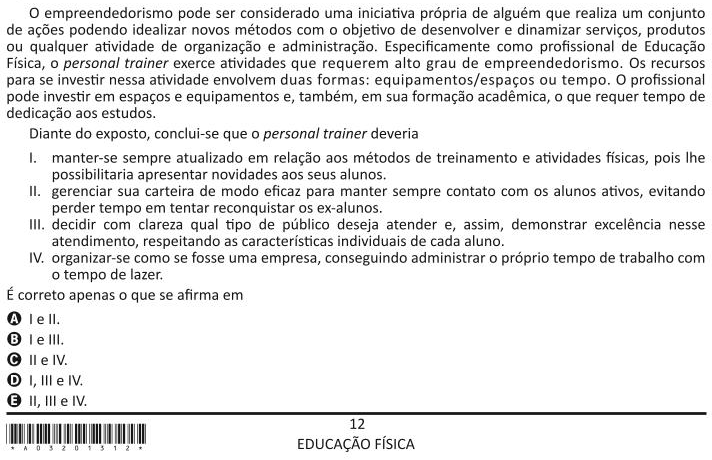 O empreendedorismo pode ser considerado uma iniciativa própria de alguém que realiza um conjunto
de ações podendo idealizar novos métodos com o objetivo de desenvolver e dinamizar serviços, produtos
ou qualquer atividade de organização e administração. Especificamente como profissional de Educação
Física, o personal trainer exerce atividades que requerem alto grau de empreendedorismo. Os recursos
para se investir nessa atividade envolvem duas formas: equipamentos/espaços ou tempo. O profissional
pode investir em espaços e equipamentos e, também, em sua formação acadêmica, o que requer tempo de
dedicação aos estudos.
Diante do exposto, conclui-se que o personal trainer deveria
I. manter-se sempre atualizado em relação aos métodos de treinamento e atividades físicas, pois lhe
possibilitaria apresentar novidades aos seus alunos.
II. gerenciar sua carteira de modo eficaz para manter sempre contato com os alunos ativos, evitando
perder tempo em tentar reconquistar os ex-alunos.
III. decidir com clareza qual tipo de público deseja atender e, assim, demonstrar excelência nesse
atendimento, respeitando as características individuais de cada aluno.
IV. organizar-se como se fosse uma empresa, conseguindo administrar o próprio tempo de trabalho com
o tempo de lazer.
É correto apenas o que se afirma em
A I e II.
B I e III.
C II e IV.
D I, III e IV.
E II, III e IV.
12
EDUCAÇÃO FÍSICA
* A 0 3 2 0 1 3 1 2 *